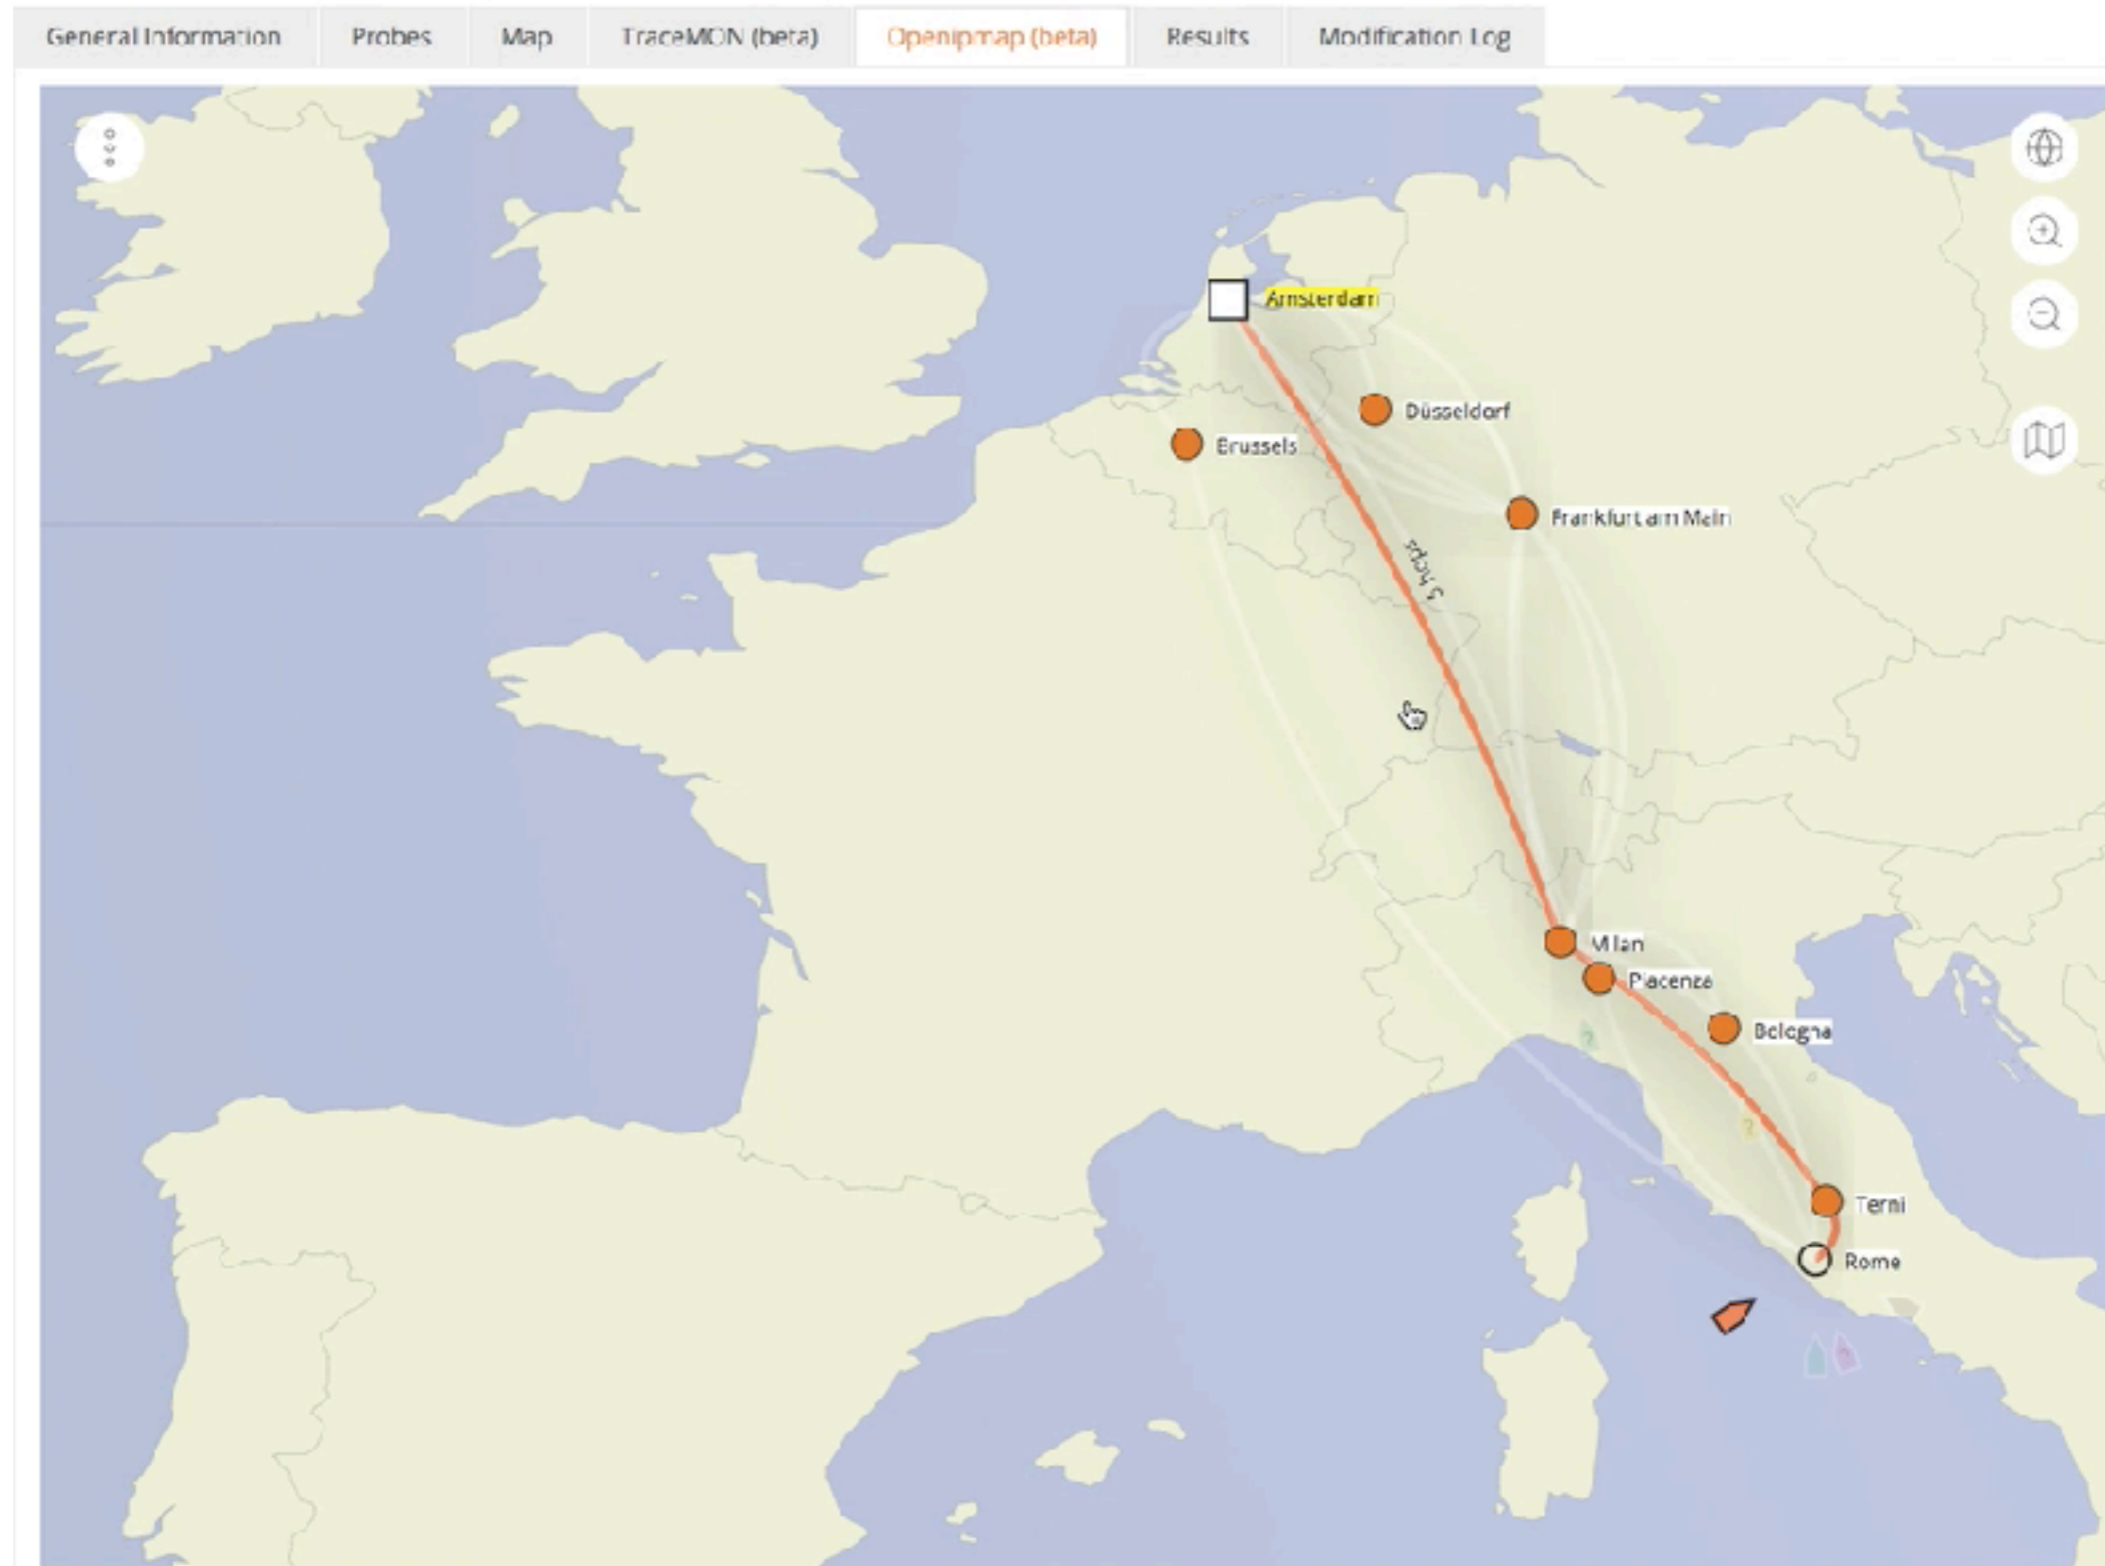 General Information
Probes
Map
TraceMON (beta)
Openipmap (beta)
Results
Modification Log
Amsterdam
Düsseldorf
Brussels
Frankfurt am Main
5 hops
Milan
Piacenza
?
Bologna
?
Terni
Rome